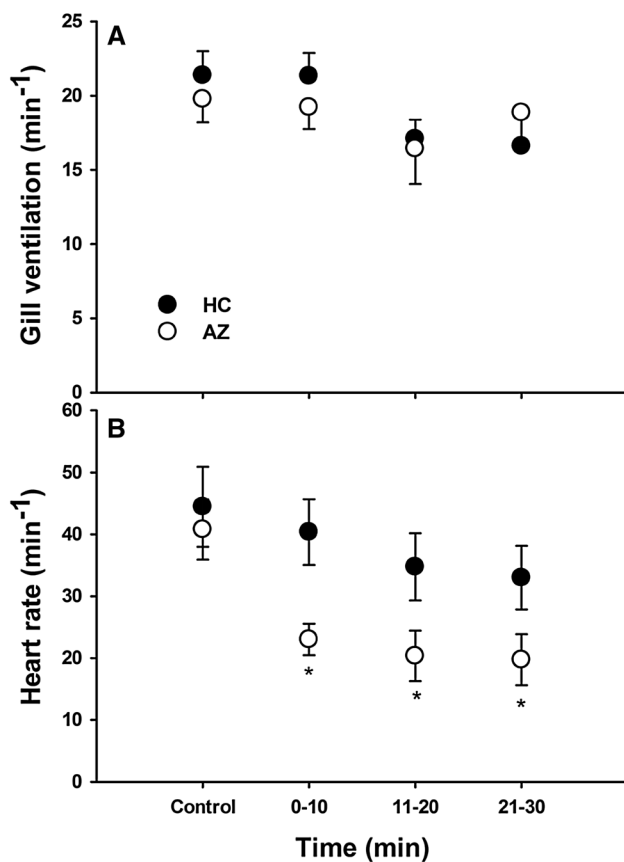 A
25
20
15
10
5
0
Gill ventilation (min⁻¹)
HC
AZ
B
60
50
40
30
20
10
0
Heart rate (min⁻¹)
*
*
*
Control 0-10 11-20 21-30
Time (min)